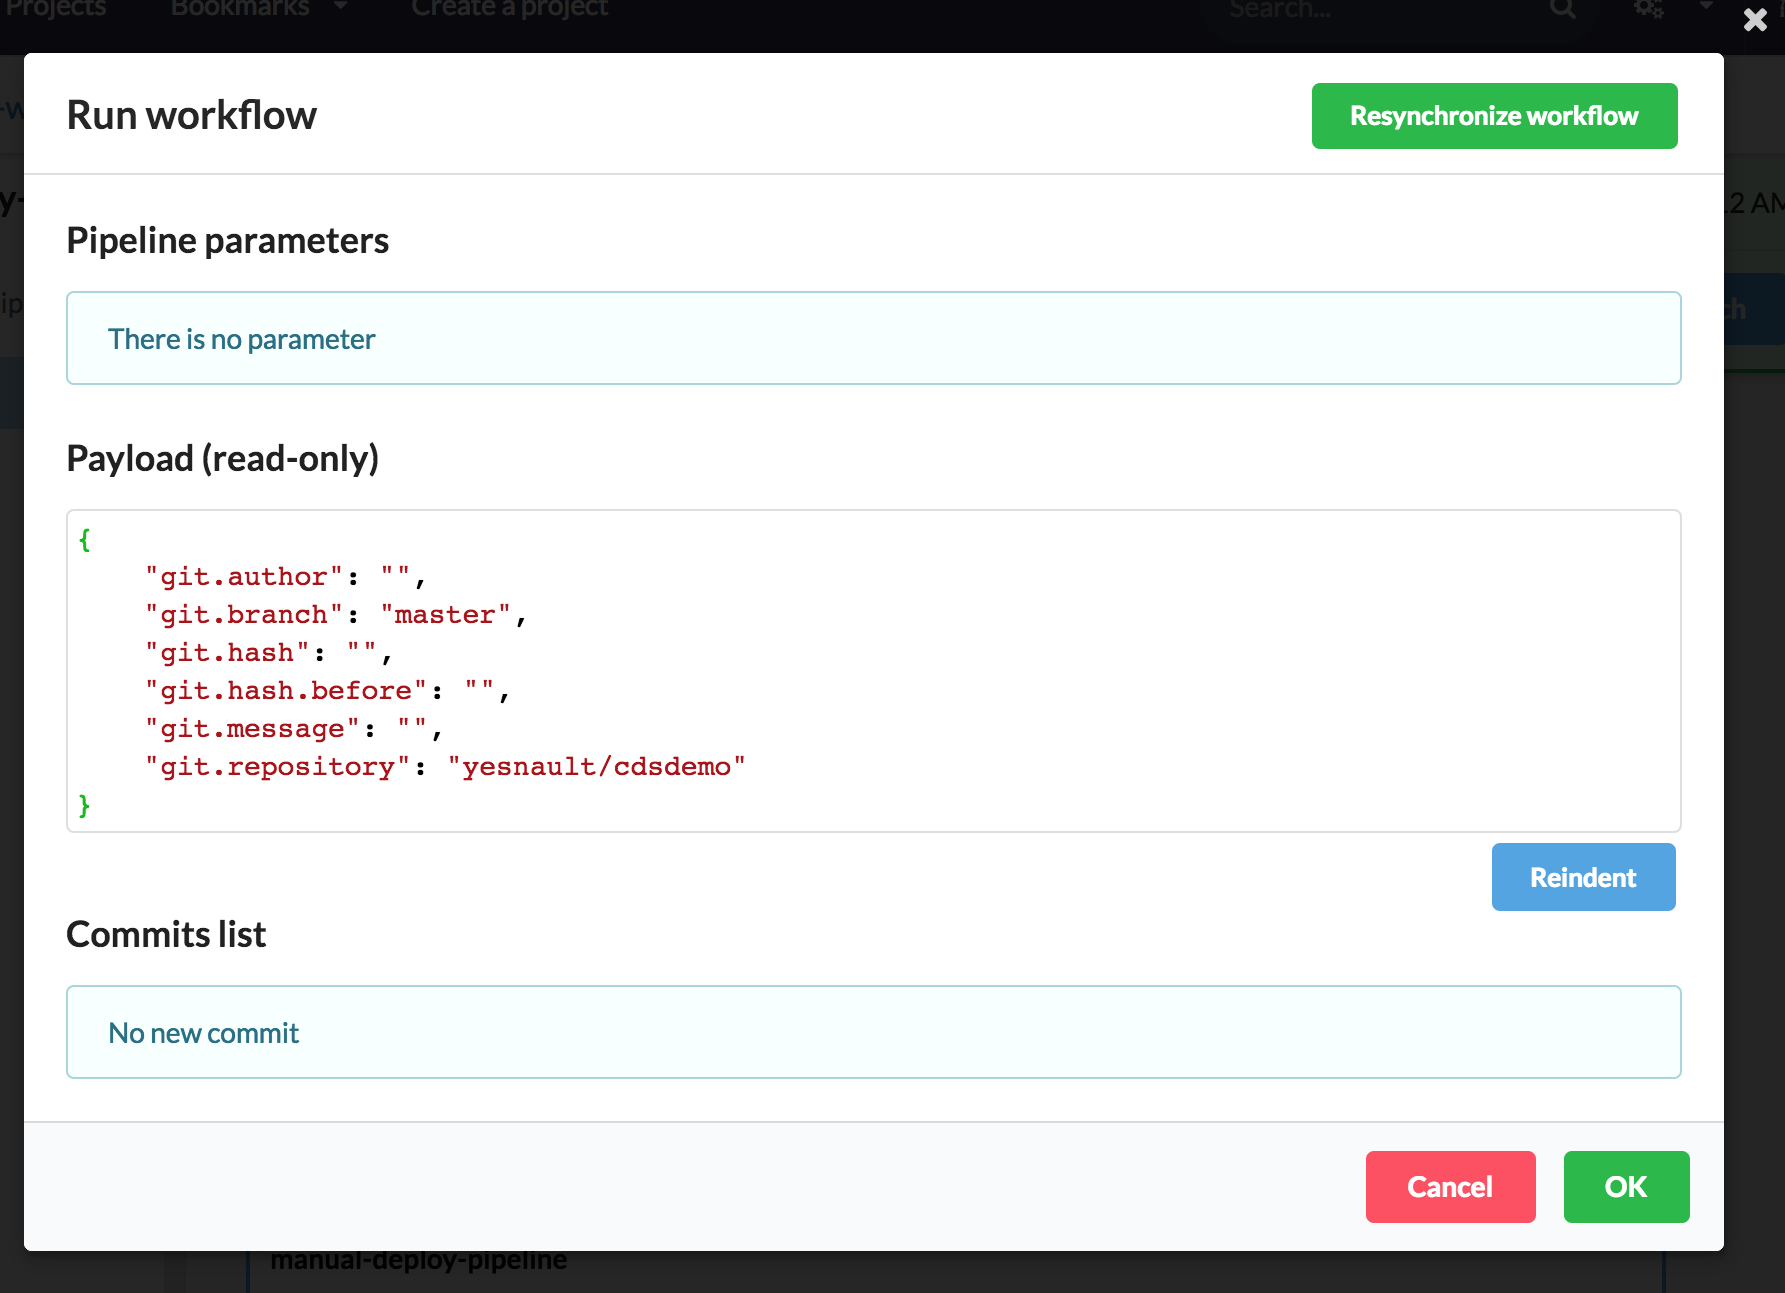 Projects Bookmarks Create a project Search...
Run workflow Resynchronize workflow
Pipeline parameters
There is no parameter
Payload (read-only)
{
    "git.author": "",
    "git.branch": "master",
    "git.hash": "",
    "git.hash.before": "",
    "git.message": "",
    "git.repository": "yesnault/cdsdemo"
}
Reindent
Commits list
No new commit
Cancel OK
manual-deploy-pipeline